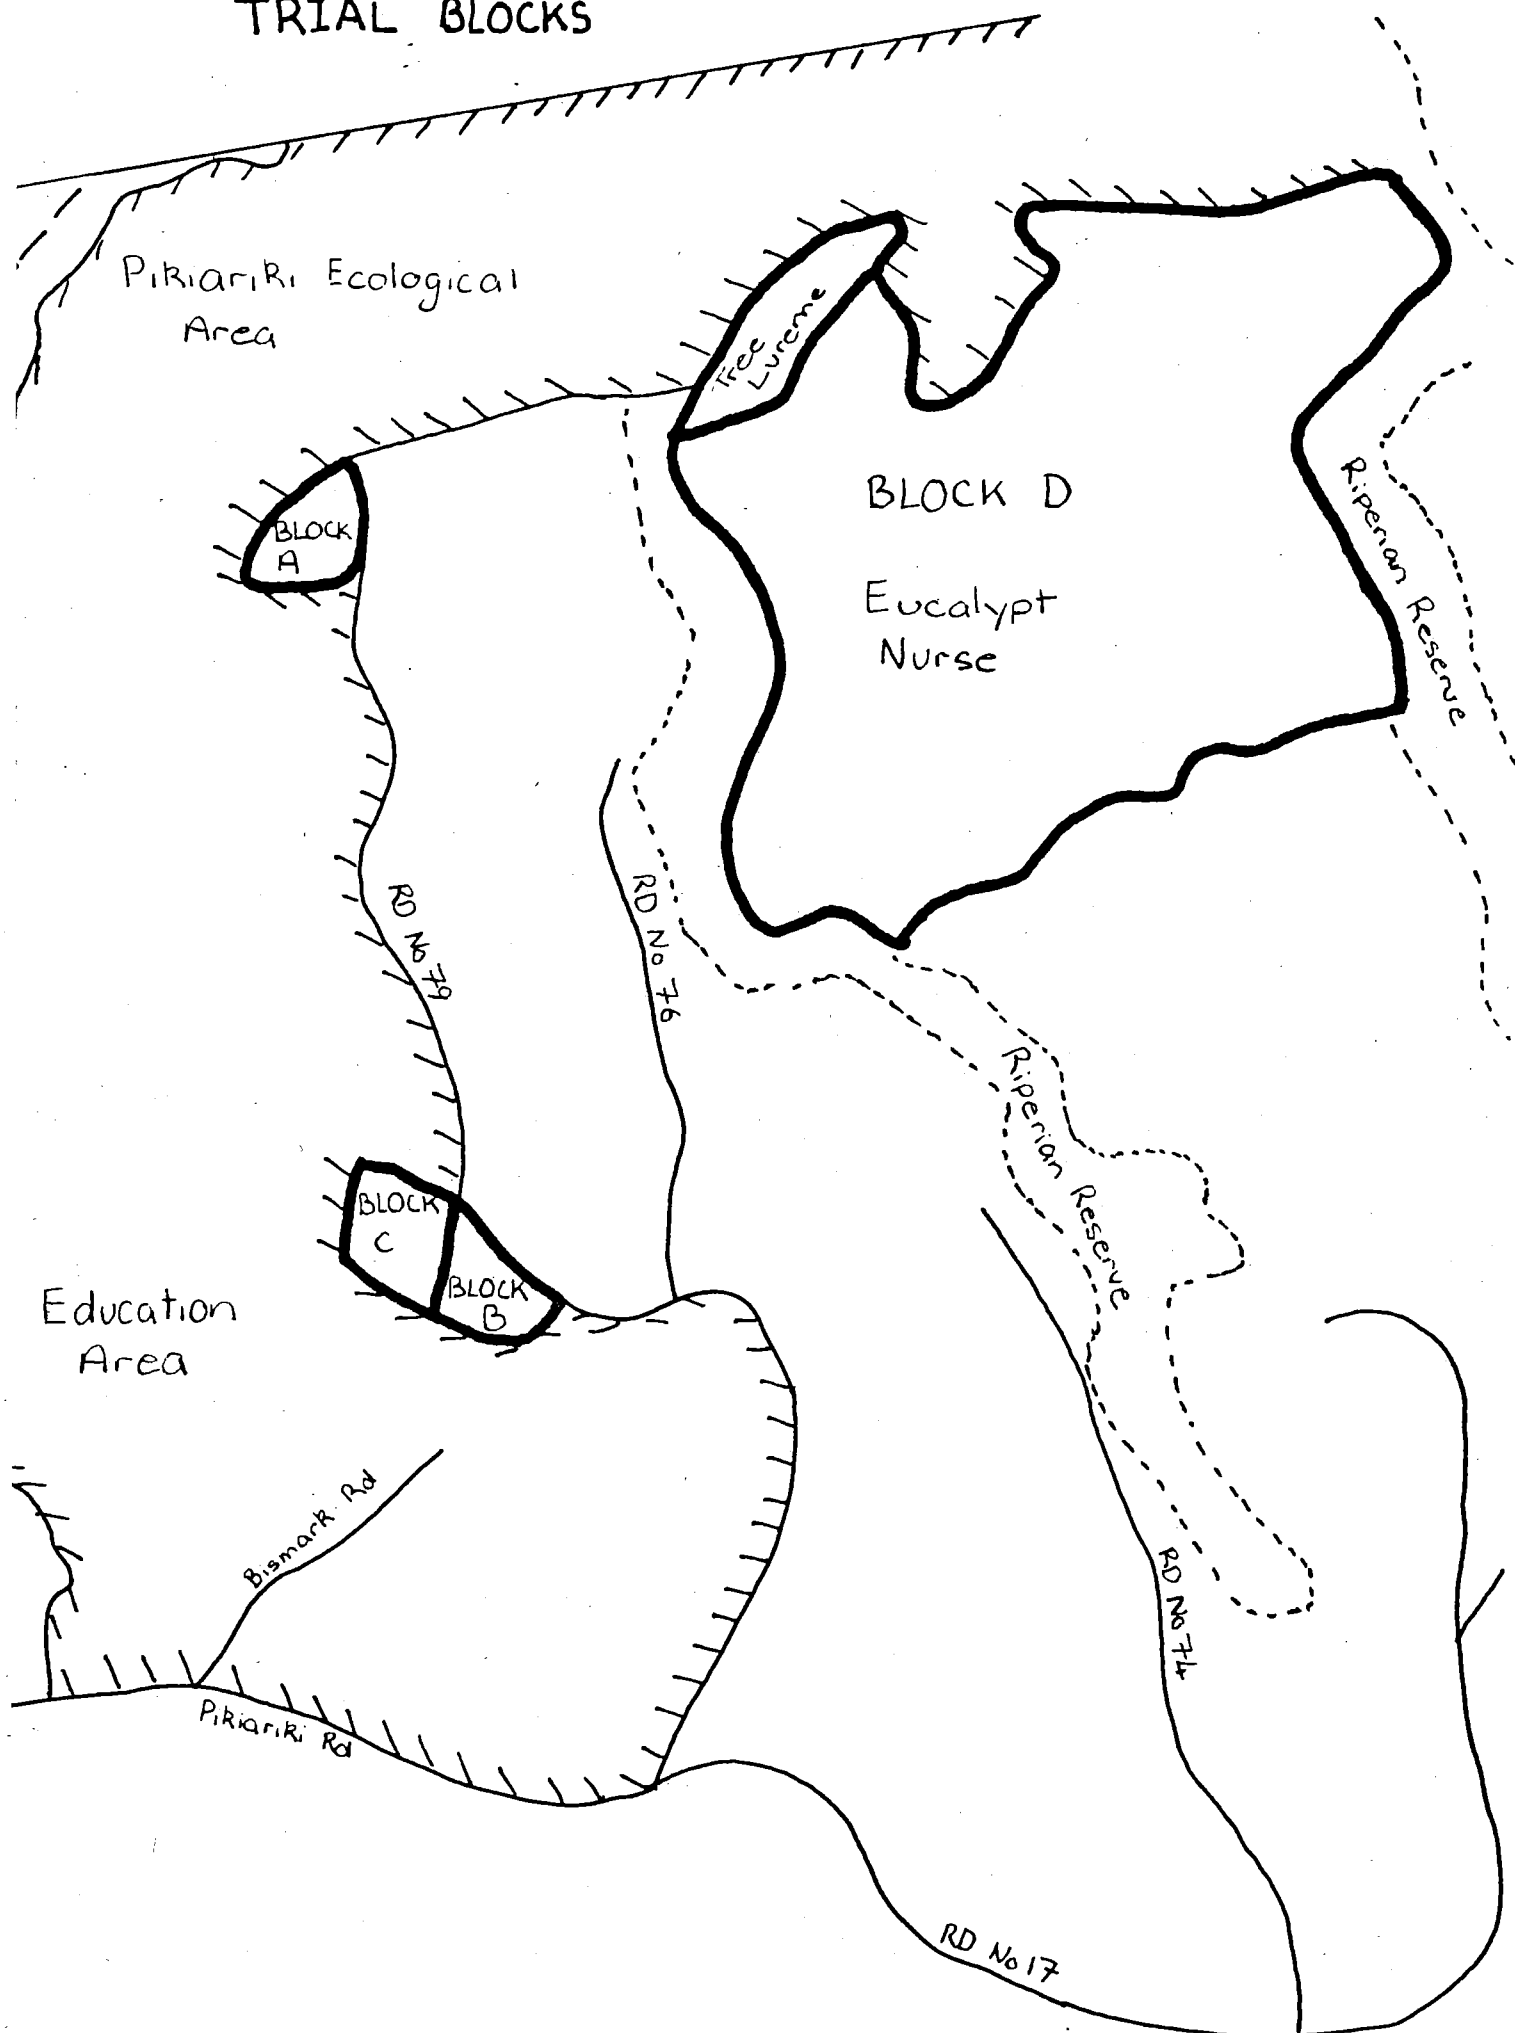 TRIAL BLOCKS
Pikiariki Ecological
Area
Tree
Lucerne
BLOCK
A
BLOCK D
Eucalypt
Nurse
Riperian Reserve
RD No 79
RD No 76
Riperian Reserve
BLOCK
C
BLOCK
B
Education
Area
Bismark Rd
Pikiariki Rd
RD No 74
RD No 17